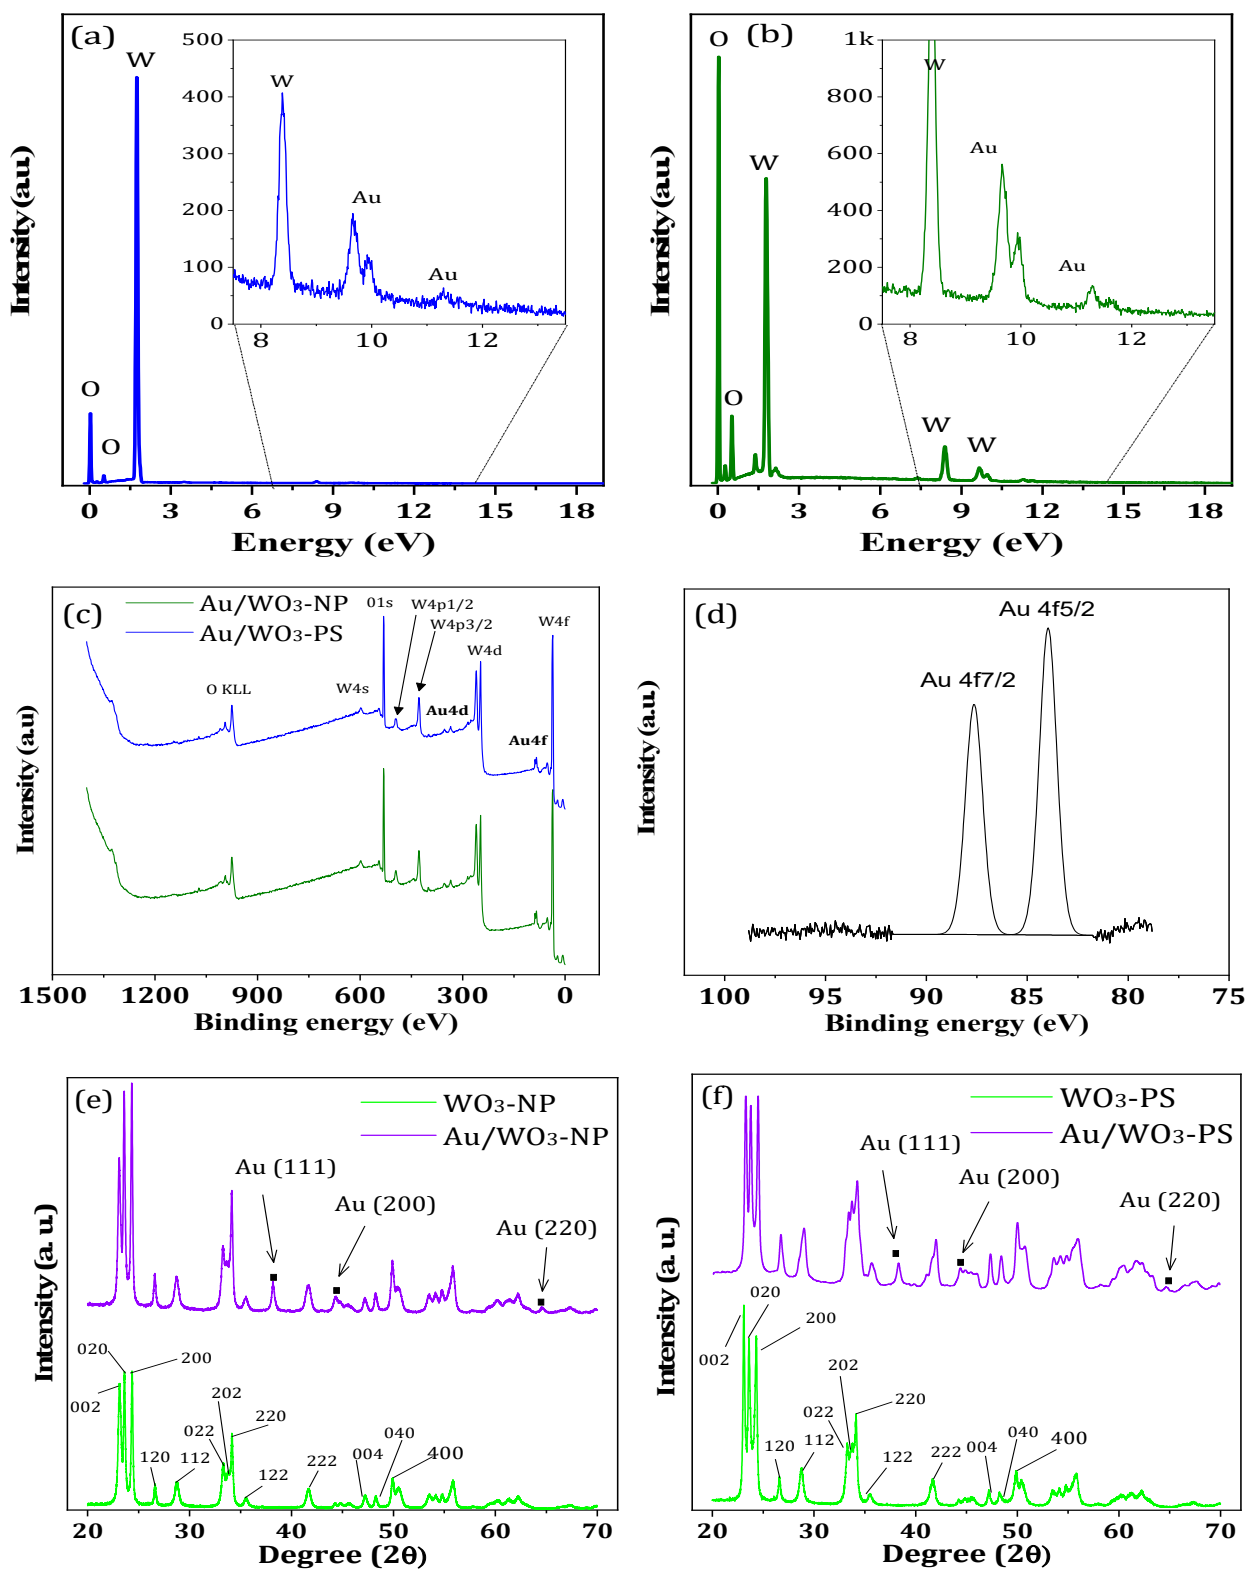 (a)
W
O
O
Intensity (a.u.)
500
400
300
200
100
0
W
Au
Au
8 10 12
0 3 6 9 12 15 18
Energy (eV)
(b)
O
O
W
W
W
Intensity (a.u.)
1k
800
600
400
200
0
W
Au
Au
8 10 12
0 3 6 9 12 15 18
Energy (eV)
(c)
Au/WO₃-NP
Au/WO₃-PS
01s
W4p1/2
W4p3/2
W4f
W4d
O KLL
W4s
Au4d
Au4f
Intensity (a.u)
1500 1200 900 600 300 0
Binding energy (eV)
(d)
Au 4f5/2
Au 4f7/2
Intensity (a.u.)
100 95 90 85 80 75
Binding energy (eV)
(e)
WO₃-NP
Au/WO₃-NP
Au (111)
Au (200)
Au (220)
Intensity (a. u.)
020
200
002
202
220
022
120
112
122
222
004
040
400
20 30 40 50 60 70
Degree (2θ)
(f)
WO₃-PS
Au/WO₃-PS
Au (111)
Au (200)
Au (220)
Intensity (a. u.)
020
200
002
202
220
022
120
112
122
222
004
040
400
20 30 40 50 60 70
Degree (2θ)